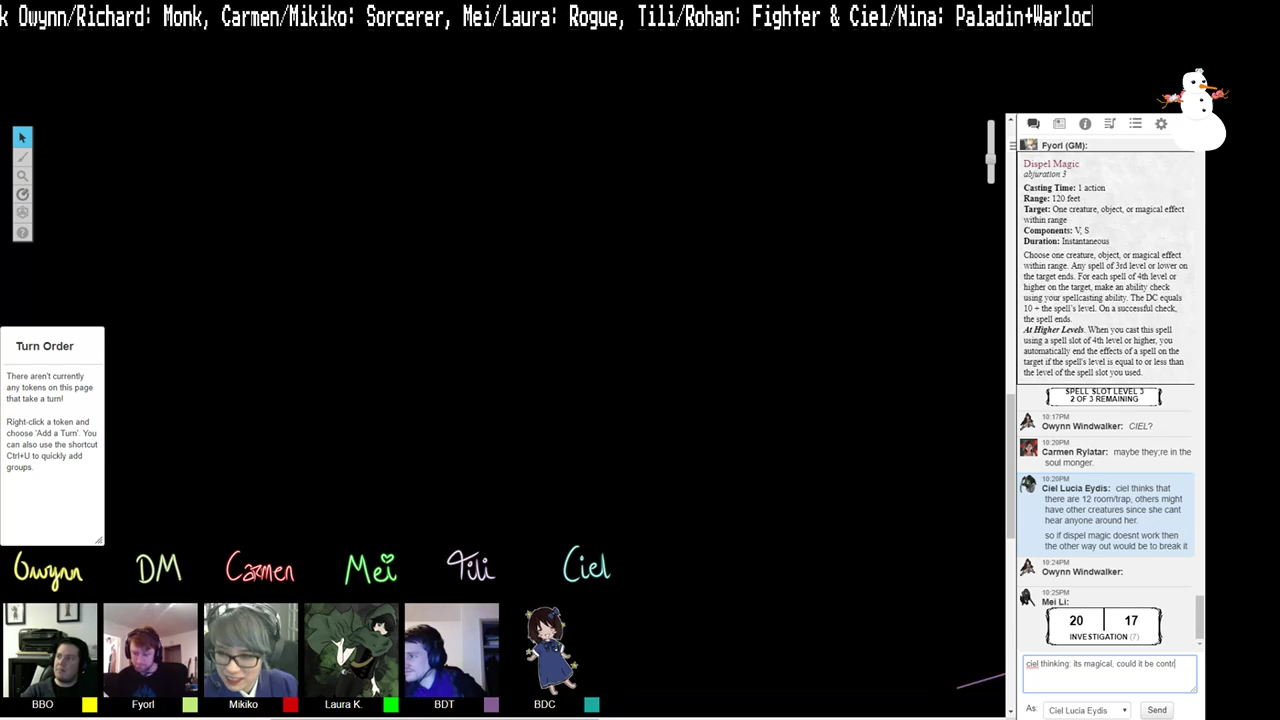 k Owynn/Richard: Monk, Carmen/Mikiko: Sorcerer, Mei/Laura: Rogue, Tili/Rohan: Fighter & Ciel/Nina: Paladin+Warloc
Fyorl (GM):
Dispel Magic
abjuration 3
Casting Time: 1 action
Range: 120 feet
Target: One creature, object, or magical effect
within range
Components: V, S
Duration: Instantaneous
Choose one creature, object, or magical effect
within range. Any spell of 3rd level or lower on
the target ends. For each spell of 4th level or
higher on the target, make an ability check
using your spellcasting ability. The DC equals
10 + the spell's level. On a successful check,
the spell ends.
At Higher Levels. When you cast this spell
using a spell slot of 4th level or higher, you
automatically end the effects of a spell on the
target if the spell's level is equal to or less than
the level of the spell slot you used.
SPELL SLOT LEVEL 3
2 OF 3 REMAINING
10:17PM
Owynn Windwalker: CIEL?
10:20PM
Carmen Rylatar: maybe they;re in the
soul monger.
10:20PM
Ciel Lucia Eydis: ciel thinks that
there are 12 room/trap, others might
have other creatures since she cant
hear anyone around her.
so if dispel magic doesnt work then
the other way out would be to break it
10:24PM
Owynn Windwalker:
10:25PM
Mei Li:
20 17
INVESTIGATION (7)
ciel thinking: its magical, could it be contr
As: Ciel Lucia Eydis Send
Turn Order
There aren't currently
any tokens on this page
that take a turn!
Right-click a token and
choose 'Add a Turn'. You
can also use the shortcut
Ctrl+U to quickly add
groups.
Owynn DM Carmen Mei Tili Ciel
BBO Fyorl Mikiko Laura K. BDT BDC